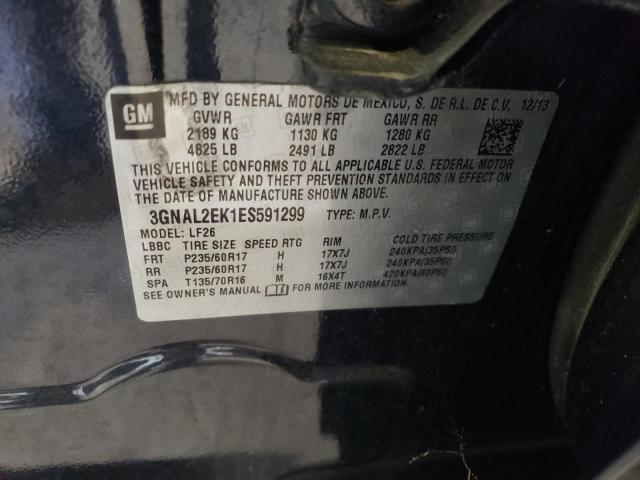 GM
MFD BY GENERAL MOTORS DE MEXICO, S. DE R.L. DE C.V. 12/13
GVWR GAWR FRT GAWR RR
2189 KG 1130 KG 1280 KG
4825 LB 2491 LB 2822 LB
THIS VEHICLE CONFORMS TO ALL APPLICABLE U.S. FEDERAL MOTOR
VEHICLE SAFETY AND THEFT PREVENTION STANDARDS IN EFFECT ON
THE DATE OF MANUFACTURE SHOWN ABOVE.
3GNAL2EK1ES591299 TYPE: M.P.V.
MODEL: LF26
LBBC TIRE SIZE SPEED RTG RIM COLD TIRE PRESSURE
FRT P235/60R17 H 17X7J 240KPA(35PSI)
RR P235/60R17 H 17X7J 240KPA(35PSI)
SPA T135/70R16 M 16X4T 420KPA(60PSI)
SEE OWNER'S MANUAL FOR MORE INFORMATION.